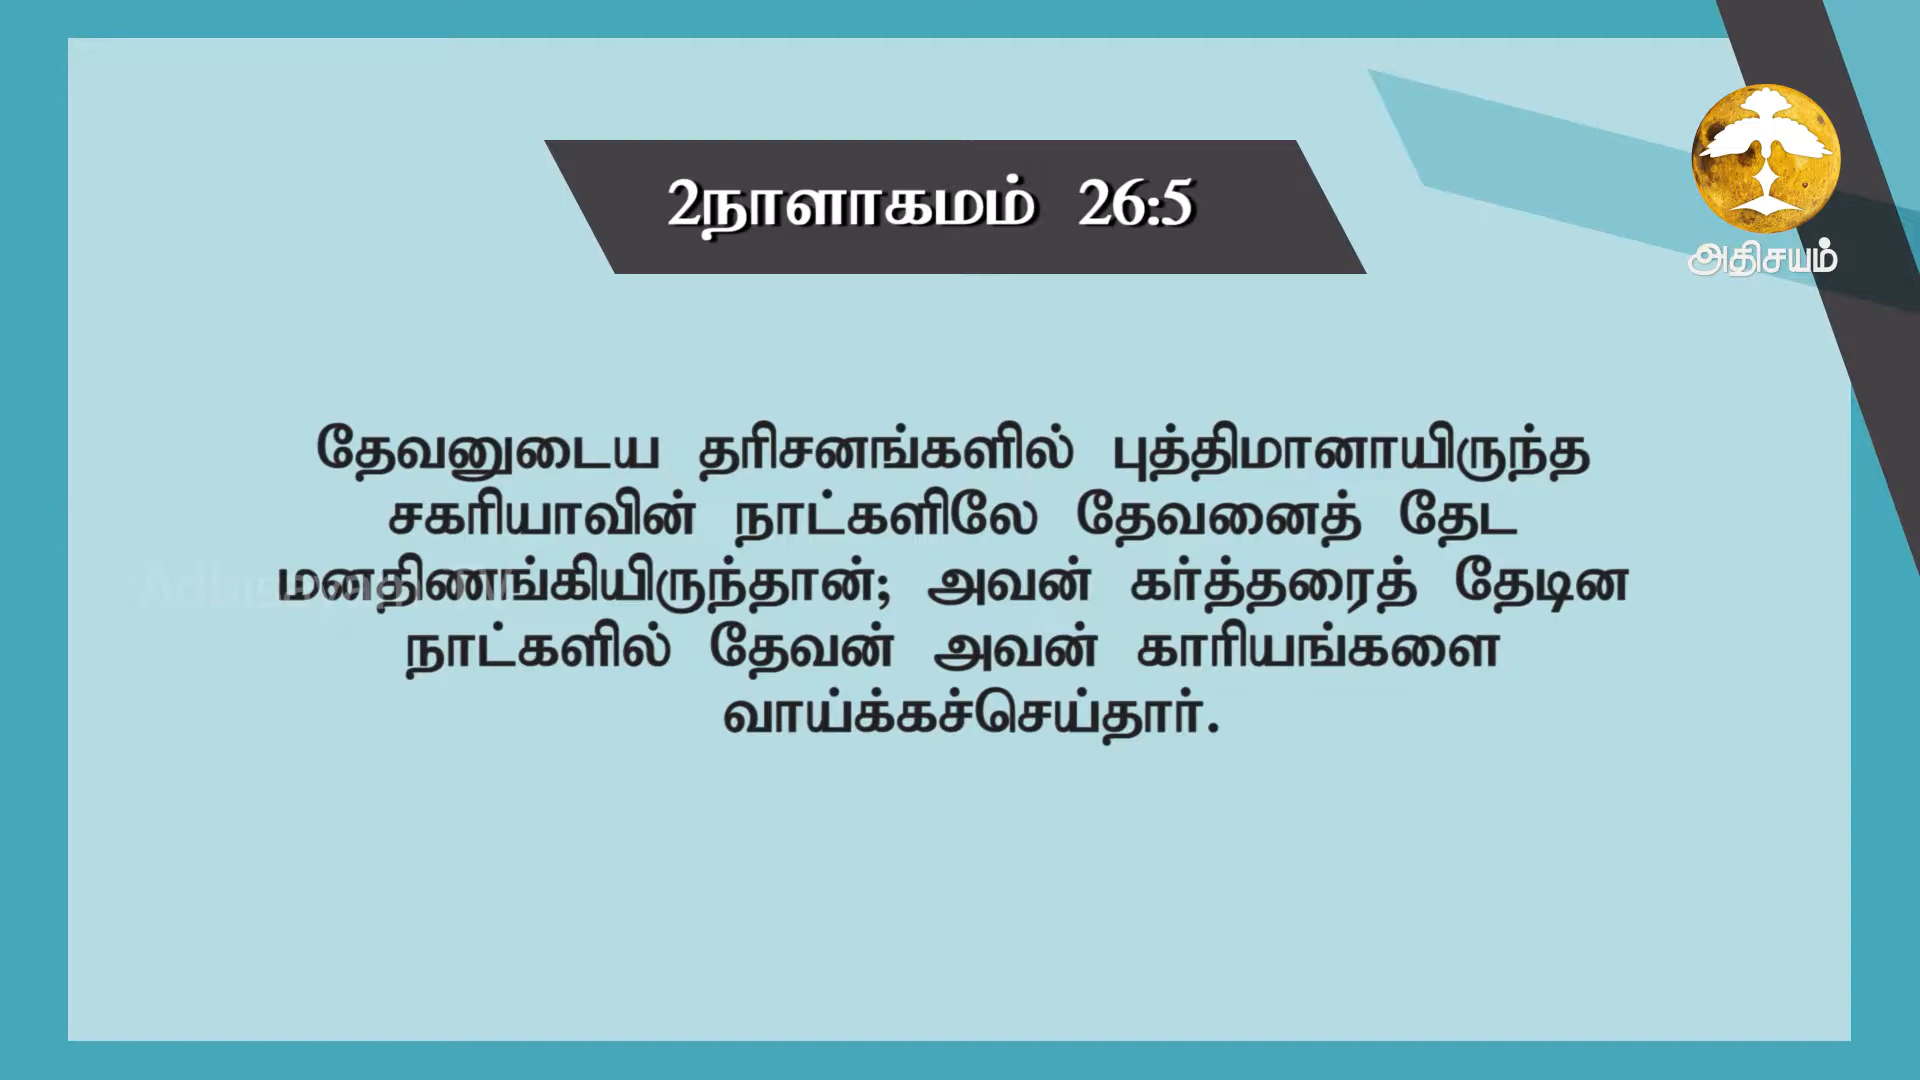 2நாளாகமம் 26:5
அதிசயம்
தேவனுடைய தரிசனங்களில் புத்திமானாயிருந்த
சகரியாவின் நாட்களிலே தேவனைத் தேட
மனதிணங்கியிருந்தான்; அவன் கர்த்தரைத் தேடின
நாட்களில் தேவன் அவன் காரியங்களை
வாய்க்கச்செய்தார்.